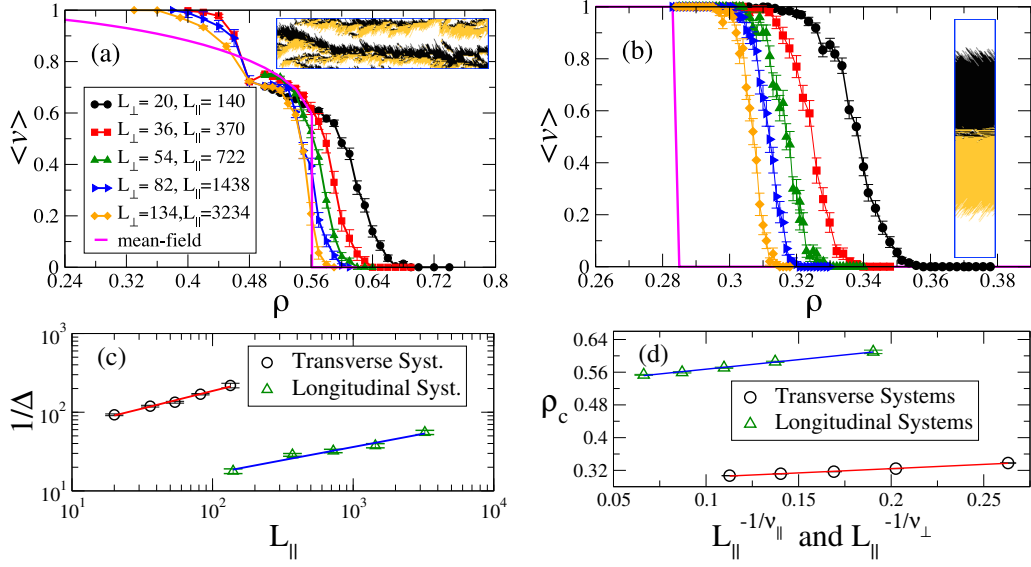 (a)
<v>
1
0.8
0.6
0.4
0.2
0
L⊥= 20, L||= 140
L⊥= 36, L||= 370
L⊥= 54, L||= 722
L⊥= 82, L||=1438
L⊥=134,L||=3234
mean-field
0.24 0.32 0.4 0.48 0.56 0.64 0.72 0.8
ρ
(b)
<v>
1
0.8
0.6
0.4
0.2
0
0.26 0.28 0.3 0.32 0.34 0.36 0.38
ρ
(c)
1/Δ
10³
10²
10¹
Transverse Syst.
Longitudinal Syst.
10¹ 10² 10³ 10⁴
L||
(d)
ρc
0.64
0.56
0.48
0.4
0.32
Transverse Systems
Longitudinal Systems
0.05 0.1 0.15 0.2 0.25
L||^-1/ν|| and L||^-1/ν⊥